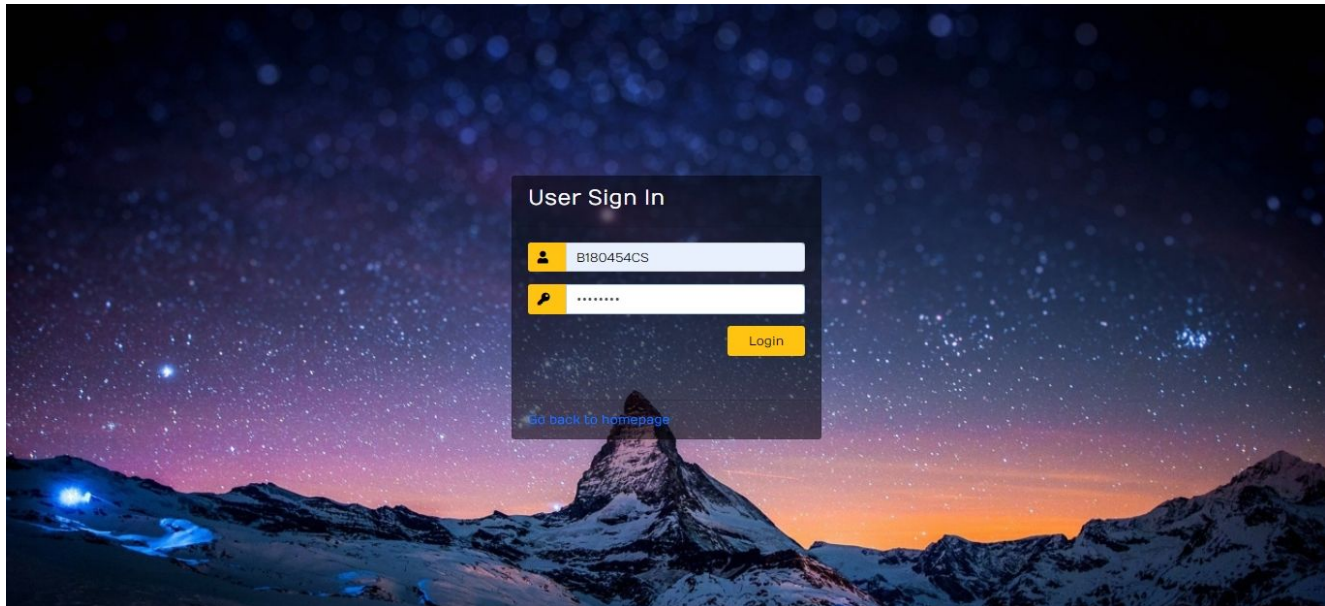 User Sign In
B180454CS
••••••••
Login
Go back to homepage